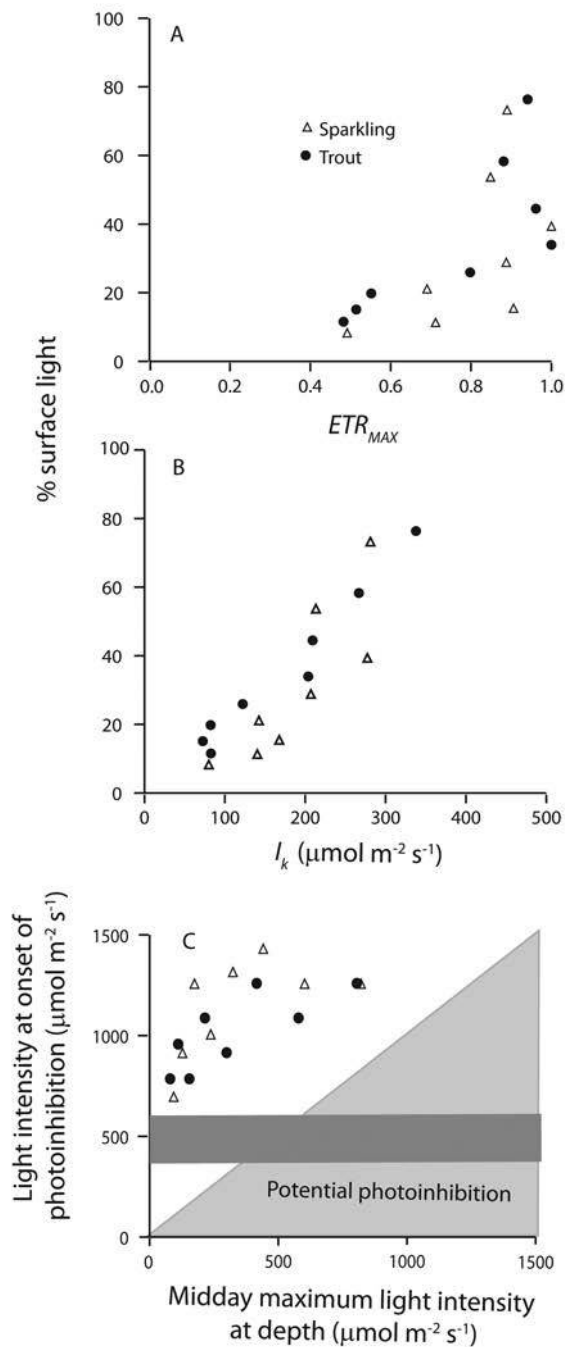 A
100
80
60
40
20
0
Sparkling
Trout
0.0 0.2 0.4 0.6 0.8 1.0
ETR_MAX
% surface light
B
100
80
60
40
20
0
0 100 200 300 400 500
I_k (μmol m⁻² s⁻¹)
C
1500
1000
500
0
Light intensity at onset of
photoinhibition (μmol m⁻² s⁻¹)
Potential photoinhibition
0 500 1000 1500
Midday maximum light intensity
at depth (μmol m⁻² s⁻¹)